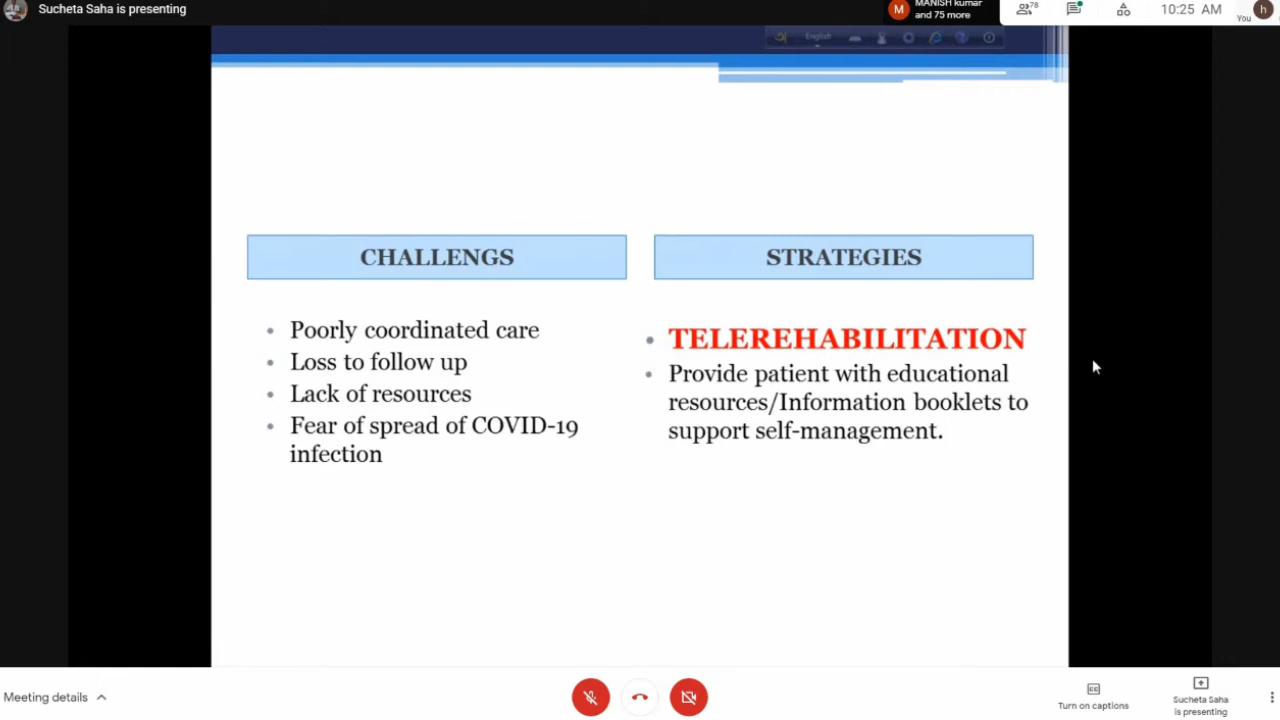 Sucheta Saha is presenting
MANISH kumar
and 75 more
78
10:25 AM
You
h
M
English
CHALLENGS
STRATEGIES
• Poorly coordinated care
• Loss to follow up
• Lack of resources
• Fear of spread of COVID-19
infection
• TELEREHABILITATION
• Provide patient with educational
resources/Information booklets to
support self-management.
Meeting details
Turn on captions
Sucheta Saha
is presenting